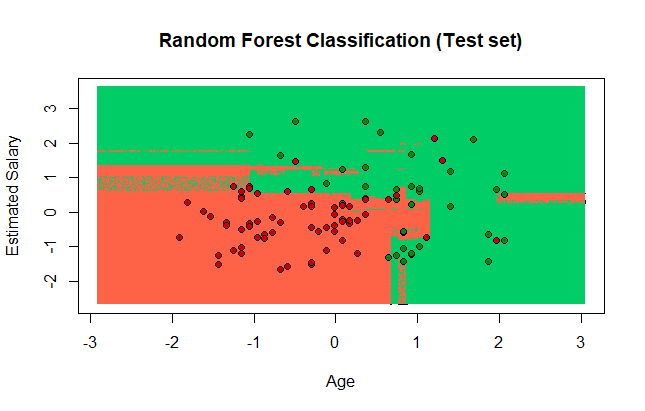 Random Forest Classification (Test set)
Estimated Salary
3
2
1
0
-1
-2
-3 -2 -1 0 1 2 3
Age